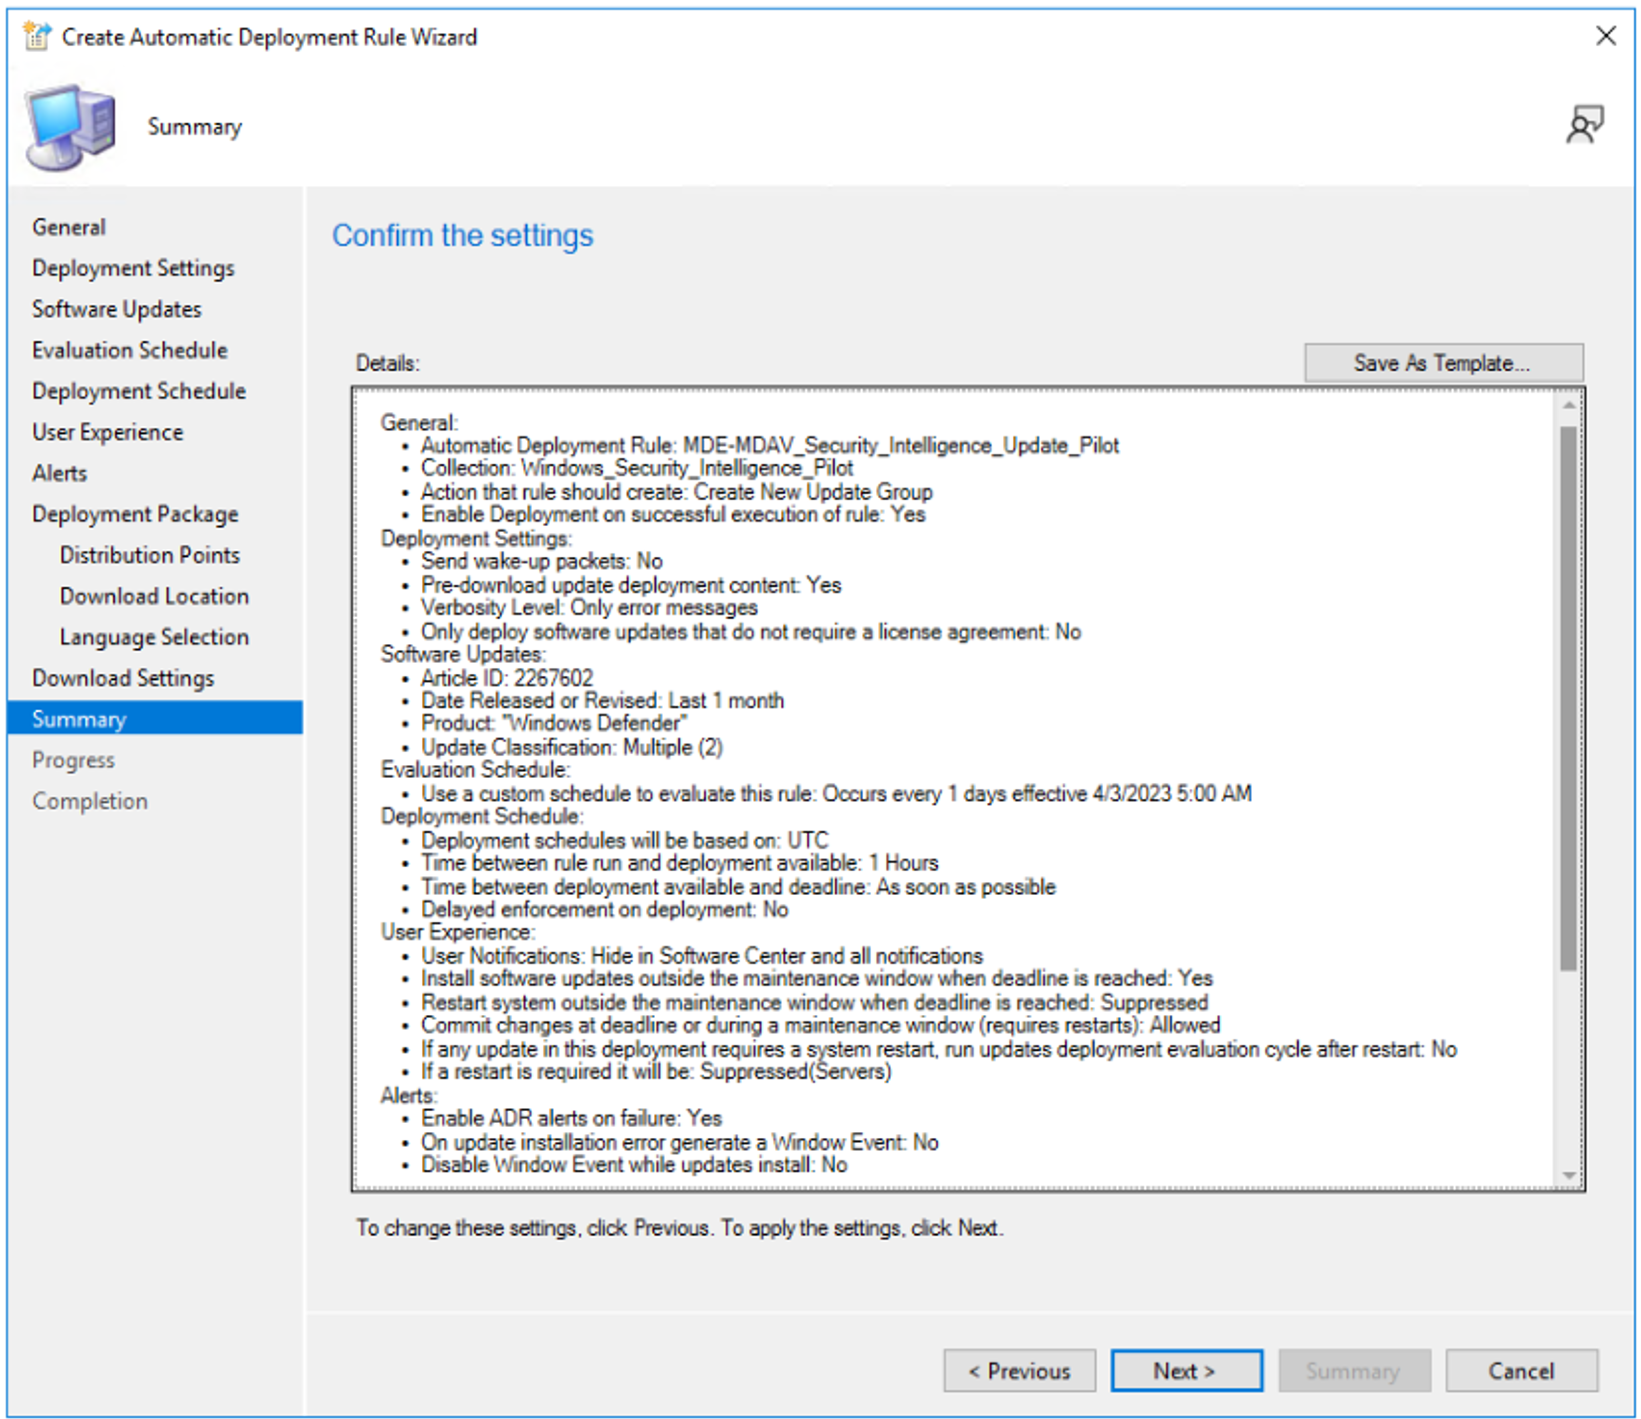 Create Automatic Deployment Rule Wizard
Summary
General
Deployment Settings
Software Updates
Evaluation Schedule
Deployment Schedule
User Experience
Alerts
Deployment Package
Distribution Points
Download Location
Language Selection
Download Settings
Summary
Progress
Completion
Confirm the settings
Details:
Save As Template...
General:
• Automatic Deployment Rule: MDE-MDAV_Security_Intelligence_Update_Pilot
• Collection: Windows_Security_Intelligence_Pilot
• Action that rule should create: Create New Update Group
• Enable Deployment on successful execution of rule: Yes
Deployment Settings:
• Send wake-up packets: No
• Pre-download update deployment content: Yes
• Verbosity Level: Only error messages
• Only deploy software updates that do not require a license agreement: No
Software Updates:
• Article ID: 2267602
• Date Released or Revised: Last 1 month
• Product: "Windows Defender"
• Update Classification: Multiple (2)
Evaluation Schedule:
• Use a custom schedule to evaluate this rule: Occurs every 1 days effective 4/3/2023 5:00 AM
Deployment Schedule:
• Deployment schedules will be based on: UTC
• Time between rule run and deployment available: 1 Hours
• Time between deployment available and deadline: As soon as possible
• Delayed enforcement on deployment: No
User Experience:
• User Notifications: Hide in Software Center and all notifications
• Install software updates outside the maintenance window when deadline is reached: Yes
• Restart system outside the maintenance window when deadline is reached: Suppressed
• Commit changes at deadline or during a maintenance window (requires restarts): Allowed
• If any update in this deployment requires a system restart, run updates deployment evaluation cycle after restart: No
• If a restart is required it will be: Suppressed(Servers)
Alerts:
• Enable ADR alerts on failure: Yes
• On update installation error generate a Window Event: No
• Disable Window Event while updates install: No
To change these settings, click Previous. To apply the settings, click Next.
< Previous
Next >
Summary
Cancel